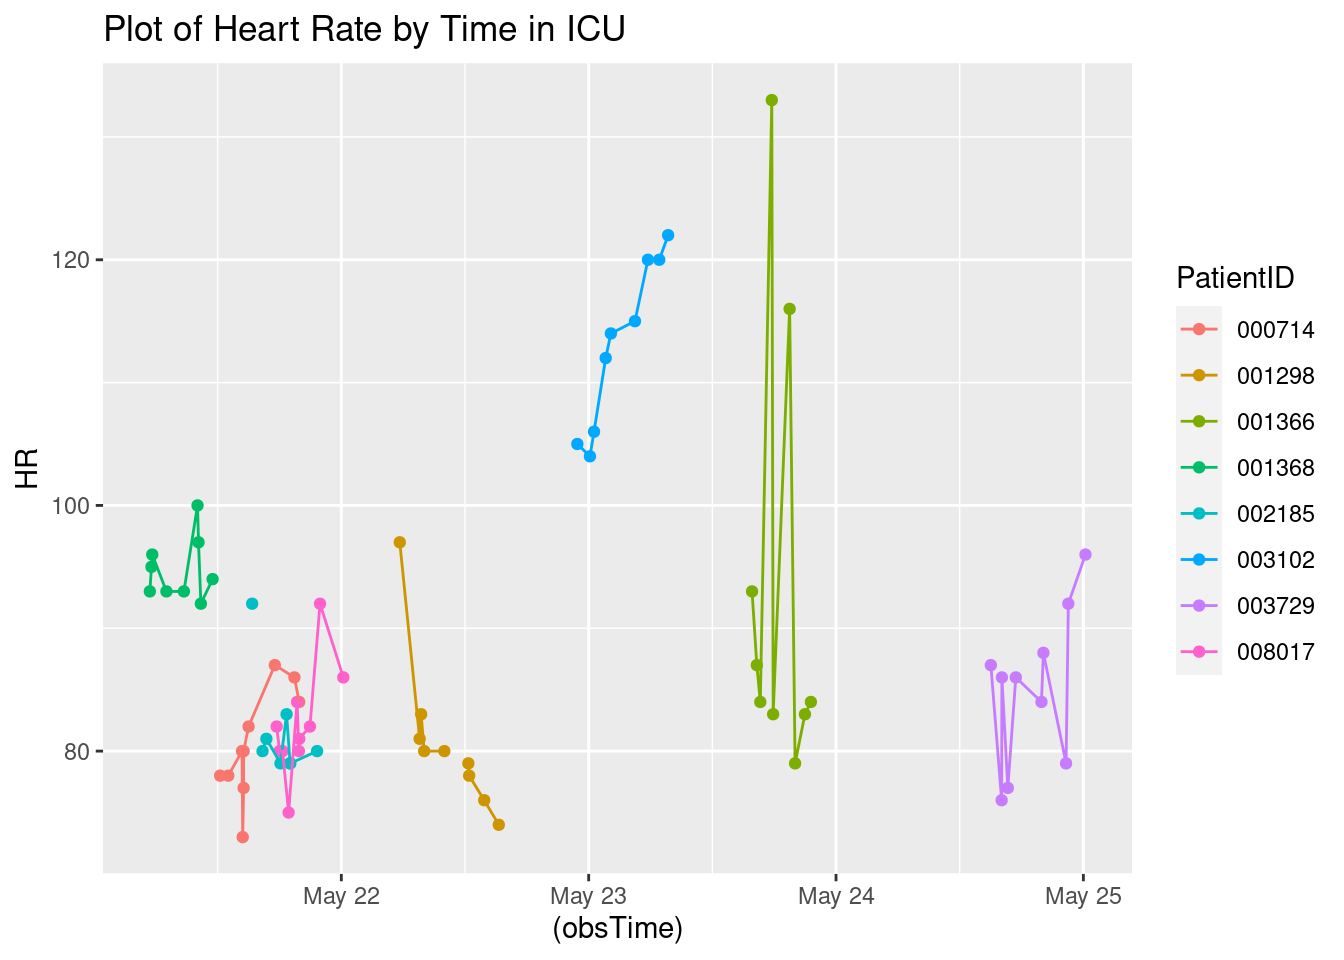 Plot of Heart Rate by Time in ICU
HR
120
100
80
May 22
May 23
May 24
May 25
(obsTime)
PatientID
000714
001298
001366
001368
002185
003102
003729
008017